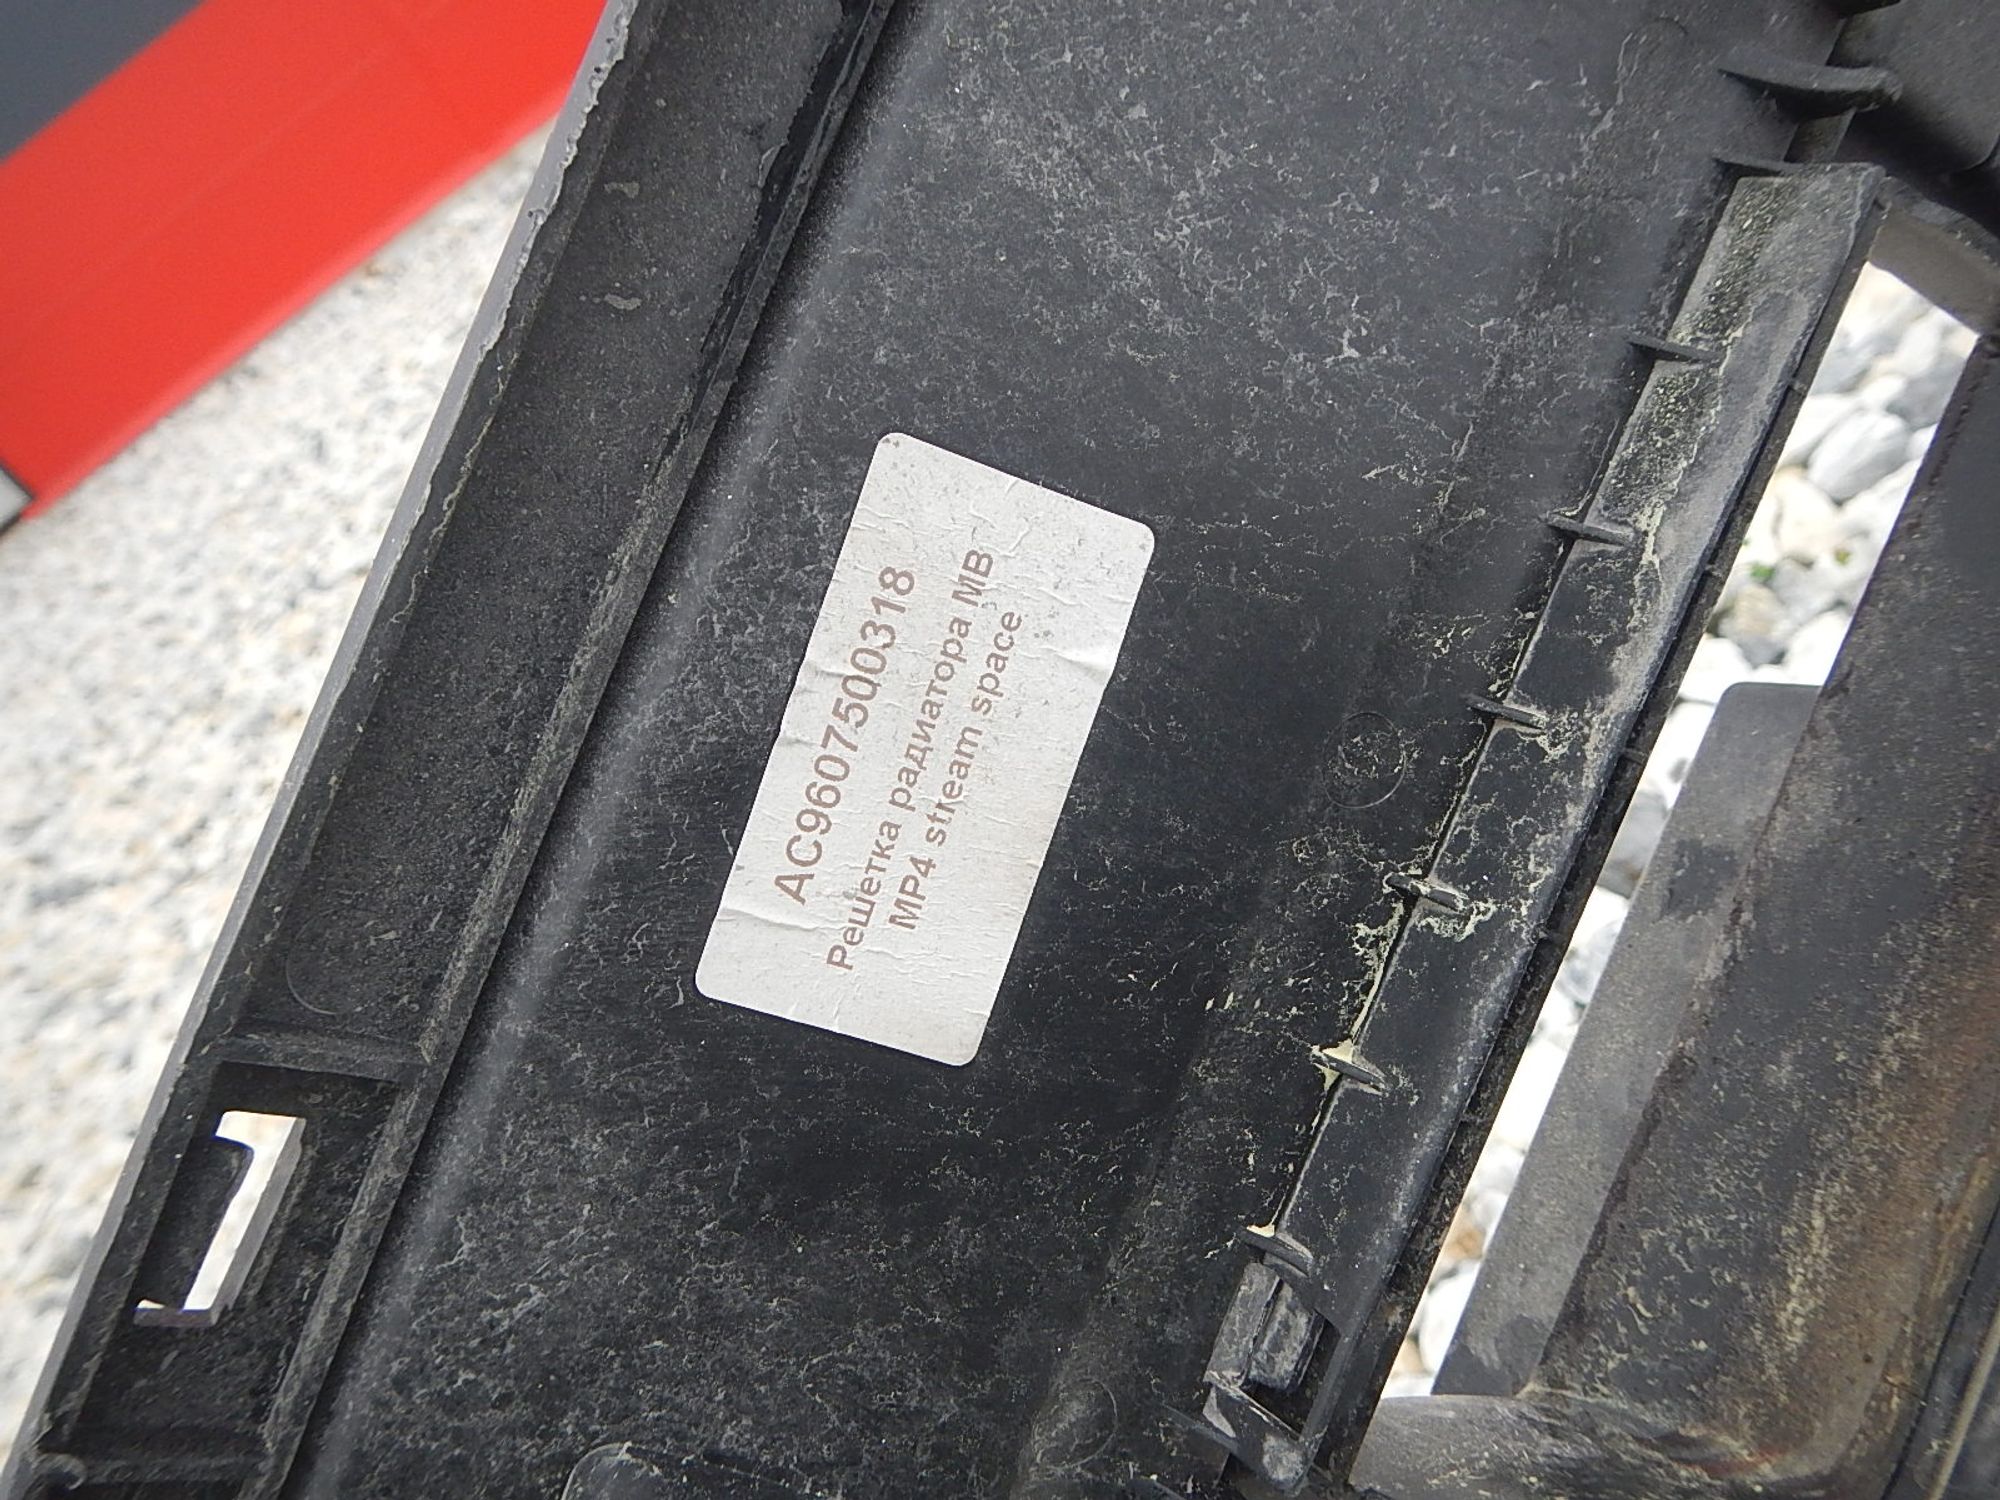 AC9607500318
Решетка радиатора MB
MP4 stream space